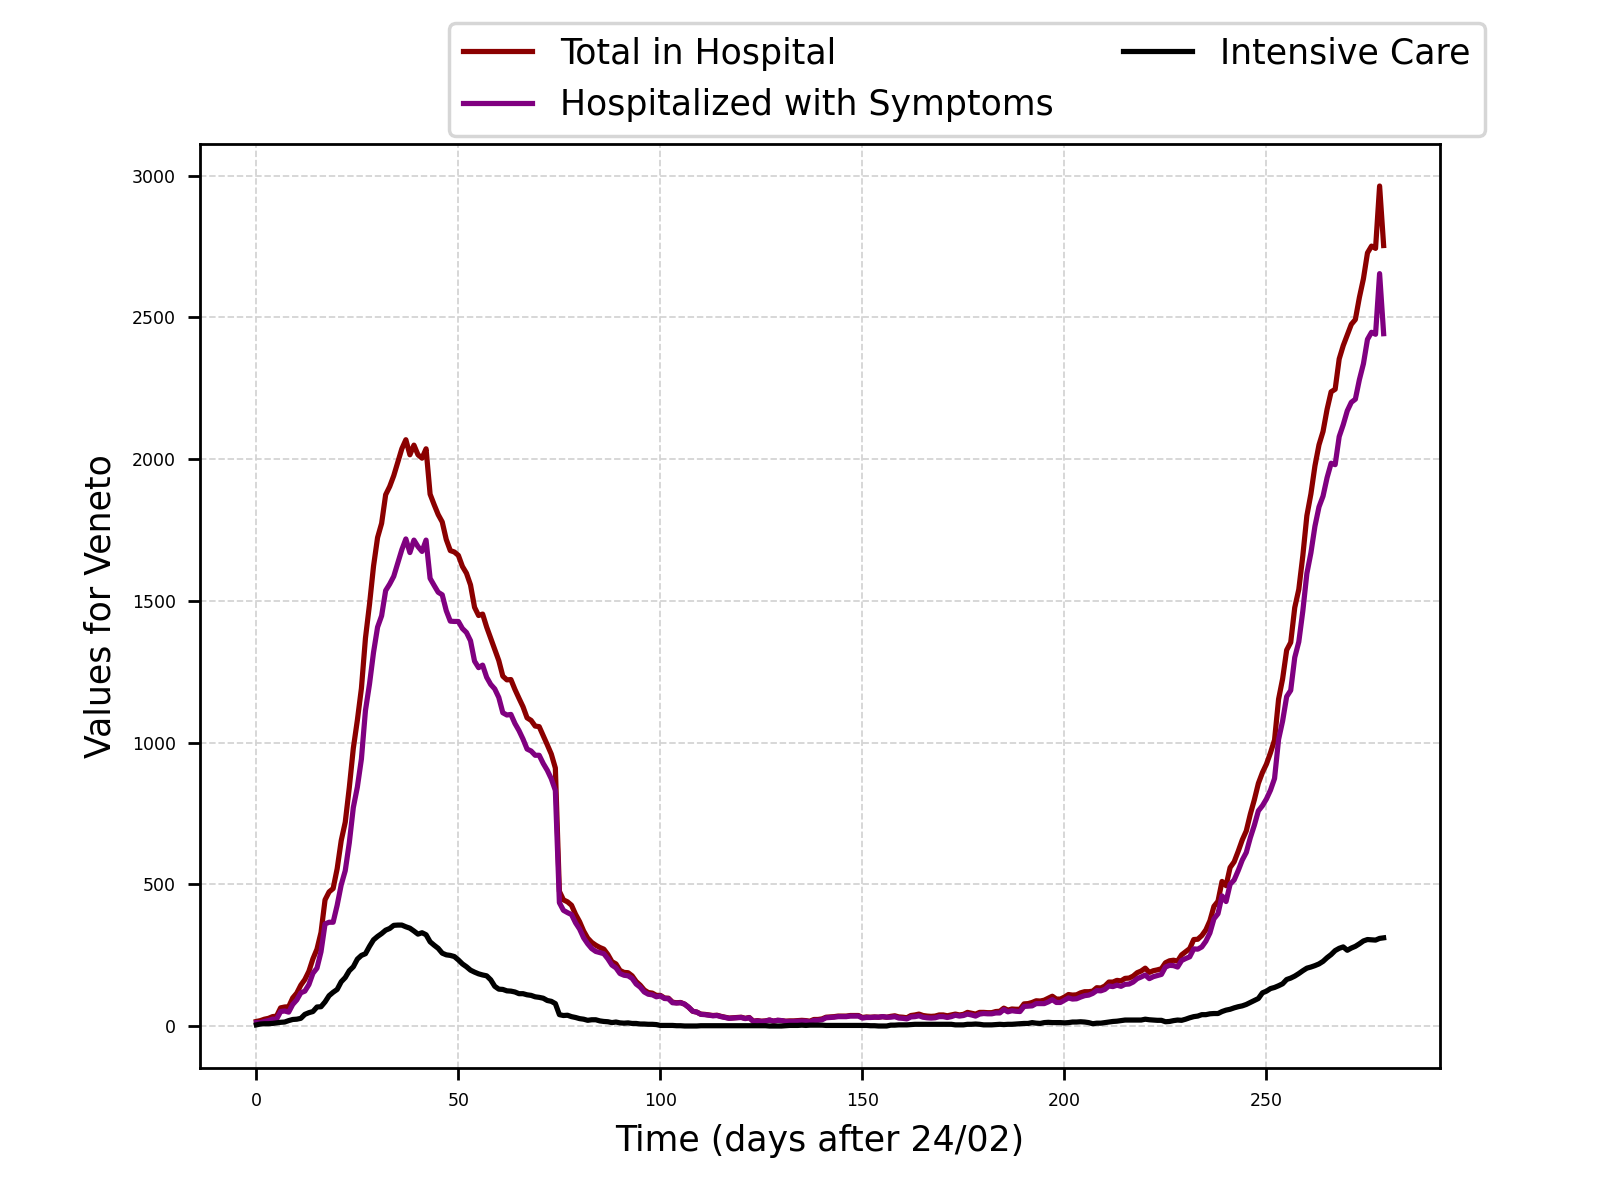 Total in Hospital
Hospitalized with Symptoms
Intensive Care
3000
2500
2000
1500
1000
500
0
Values for Veneto
0 50 100 150 200 250
Time (days after 24/02)